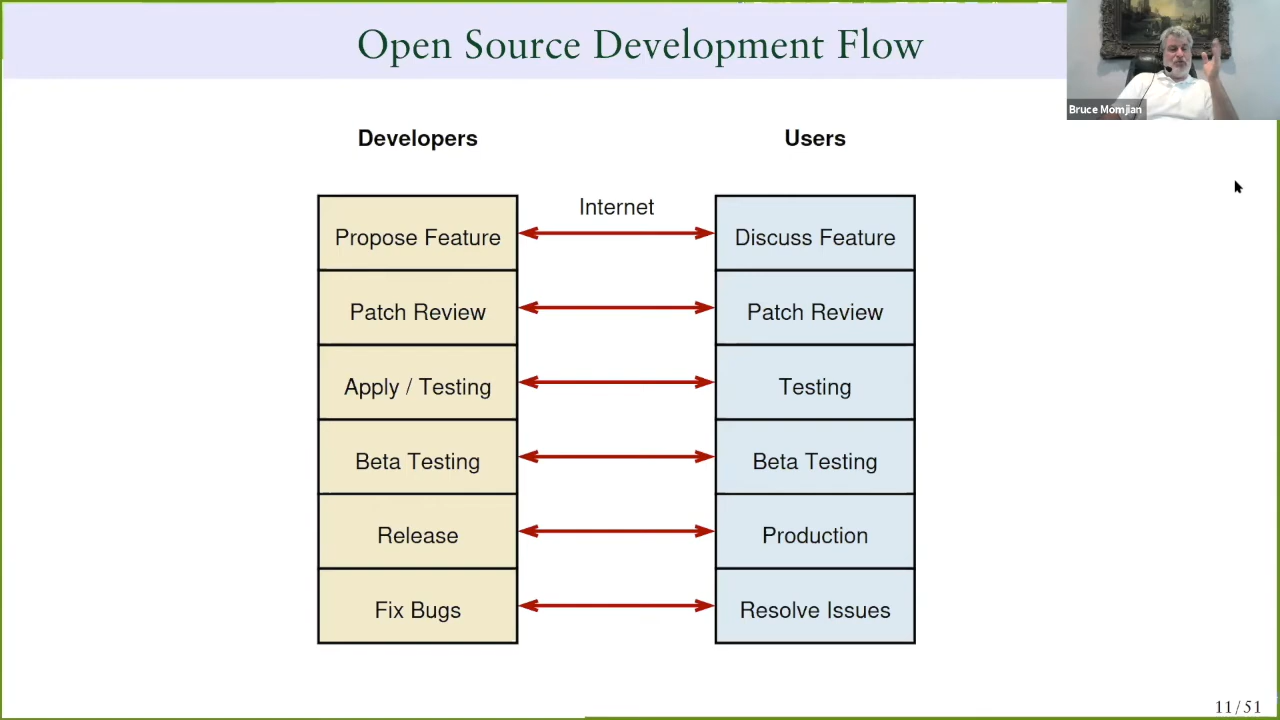 Open Source Development Flow
Bruce Momjian
Developers
Users
Internet
Propose Feature
Discuss Feature
Patch Review
Patch Review
Apply / Testing
Testing
Beta Testing
Beta Testing
Release
Production
Fix Bugs
Resolve Issues
11/51